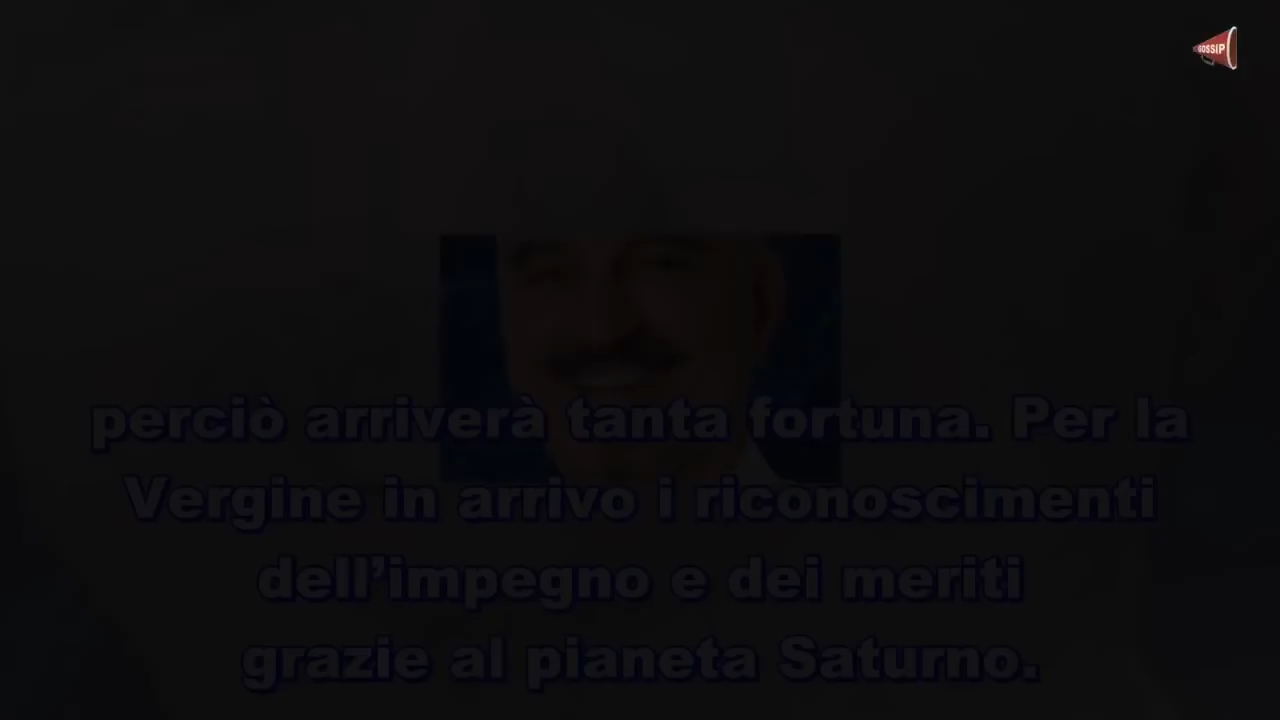 GOSSIP
perciò arriverà tanta fortuna. Per la
Vergine in arrivo i riconoscimenti
dell’impegno e dei meriti
grazie al pianeta Saturno.